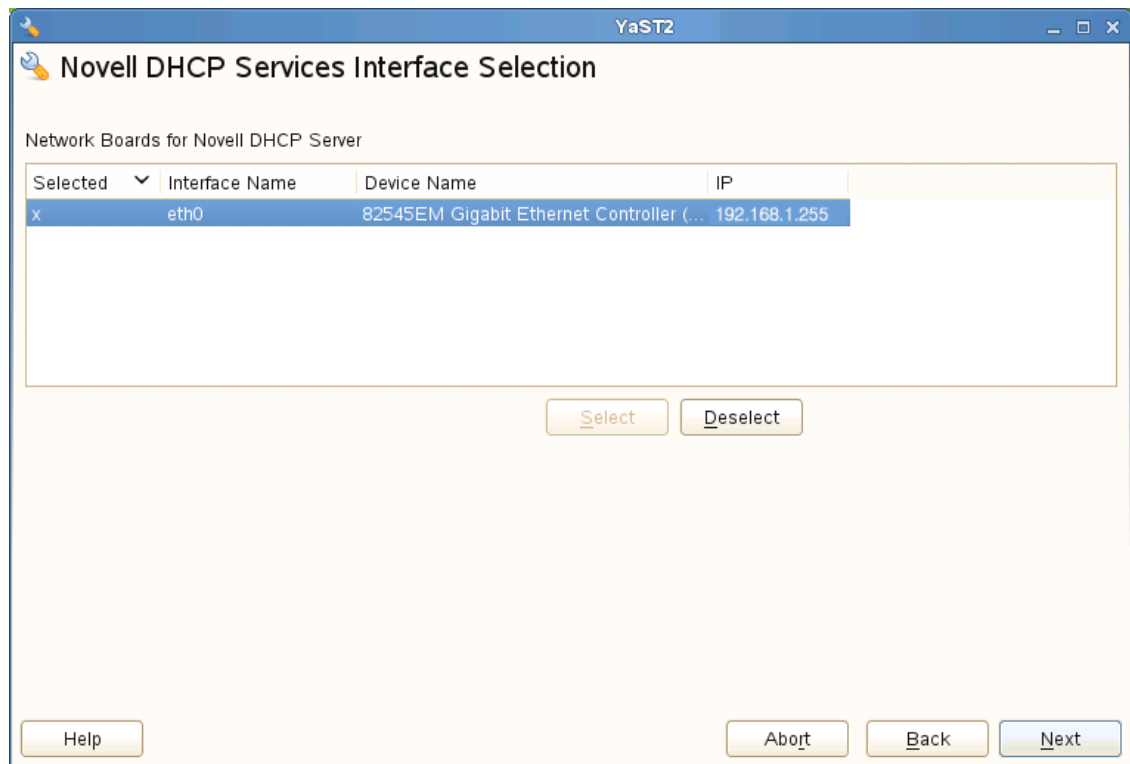 YaST2
Novell DHCP Services Interface Selection
Network Boards for Novell DHCP Server
Selected Interface Name Device Name IP
x eth0 82545EM Gigabit Ethernet Controller (... 192.168.1.255
Select Deselect
Help Abort Back Next